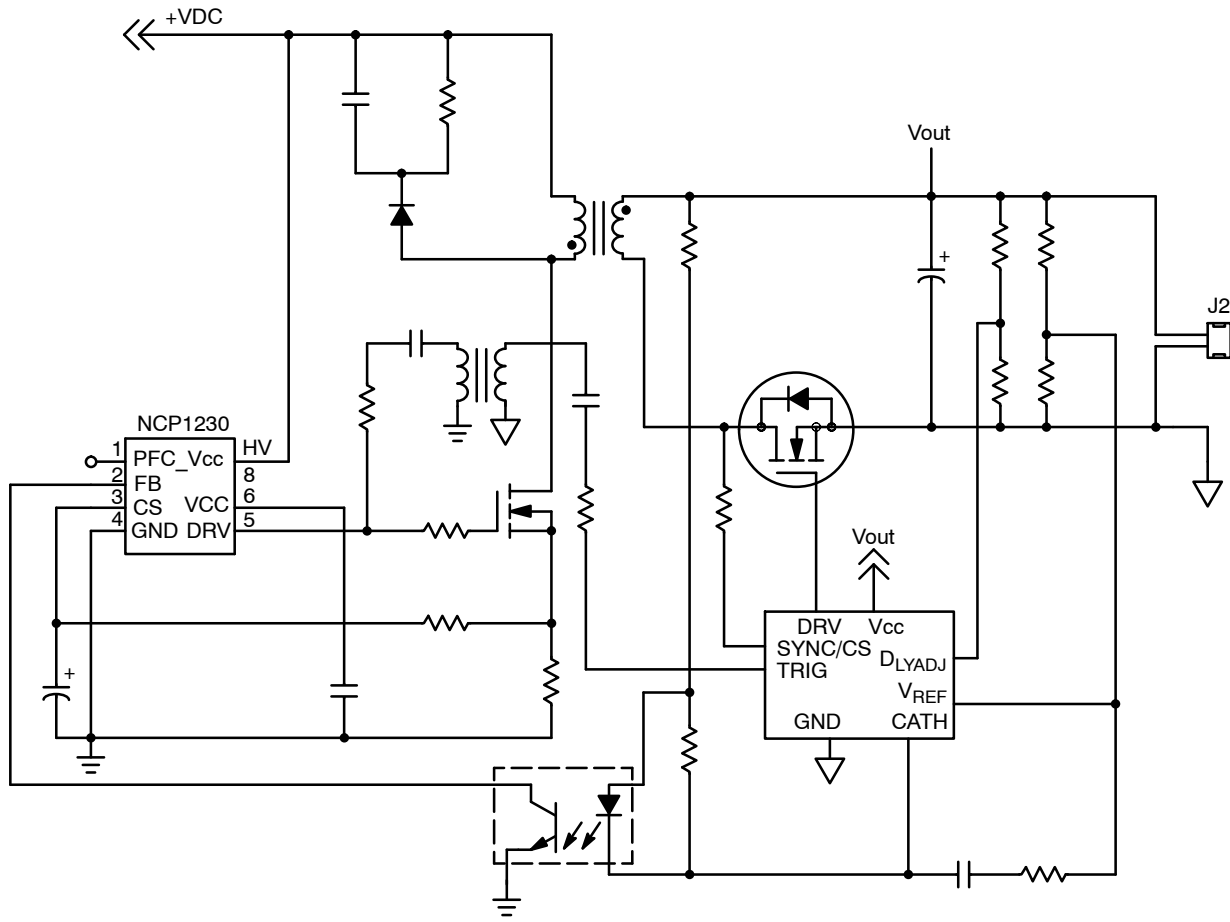 +VDC
Vout
J2
NCP1230
1 PFC_Vcc HV
8
2 FB
3 CS VCC 6
4 GND DRV 5
+
+
Vout
DRV Vcc
SYNC/CS
TRIG
DLYADJ
VREF
GND CATH